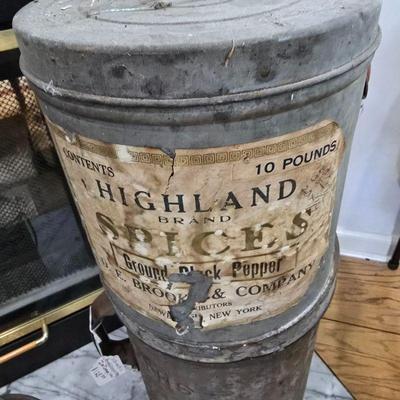 CONTENTS 10 POUNDS
HIGHLAND
BRAND
SPICES
Ground Black Pepper
E. BROOKS & COMPANY
DISTRIBUTORS
NEW YORK